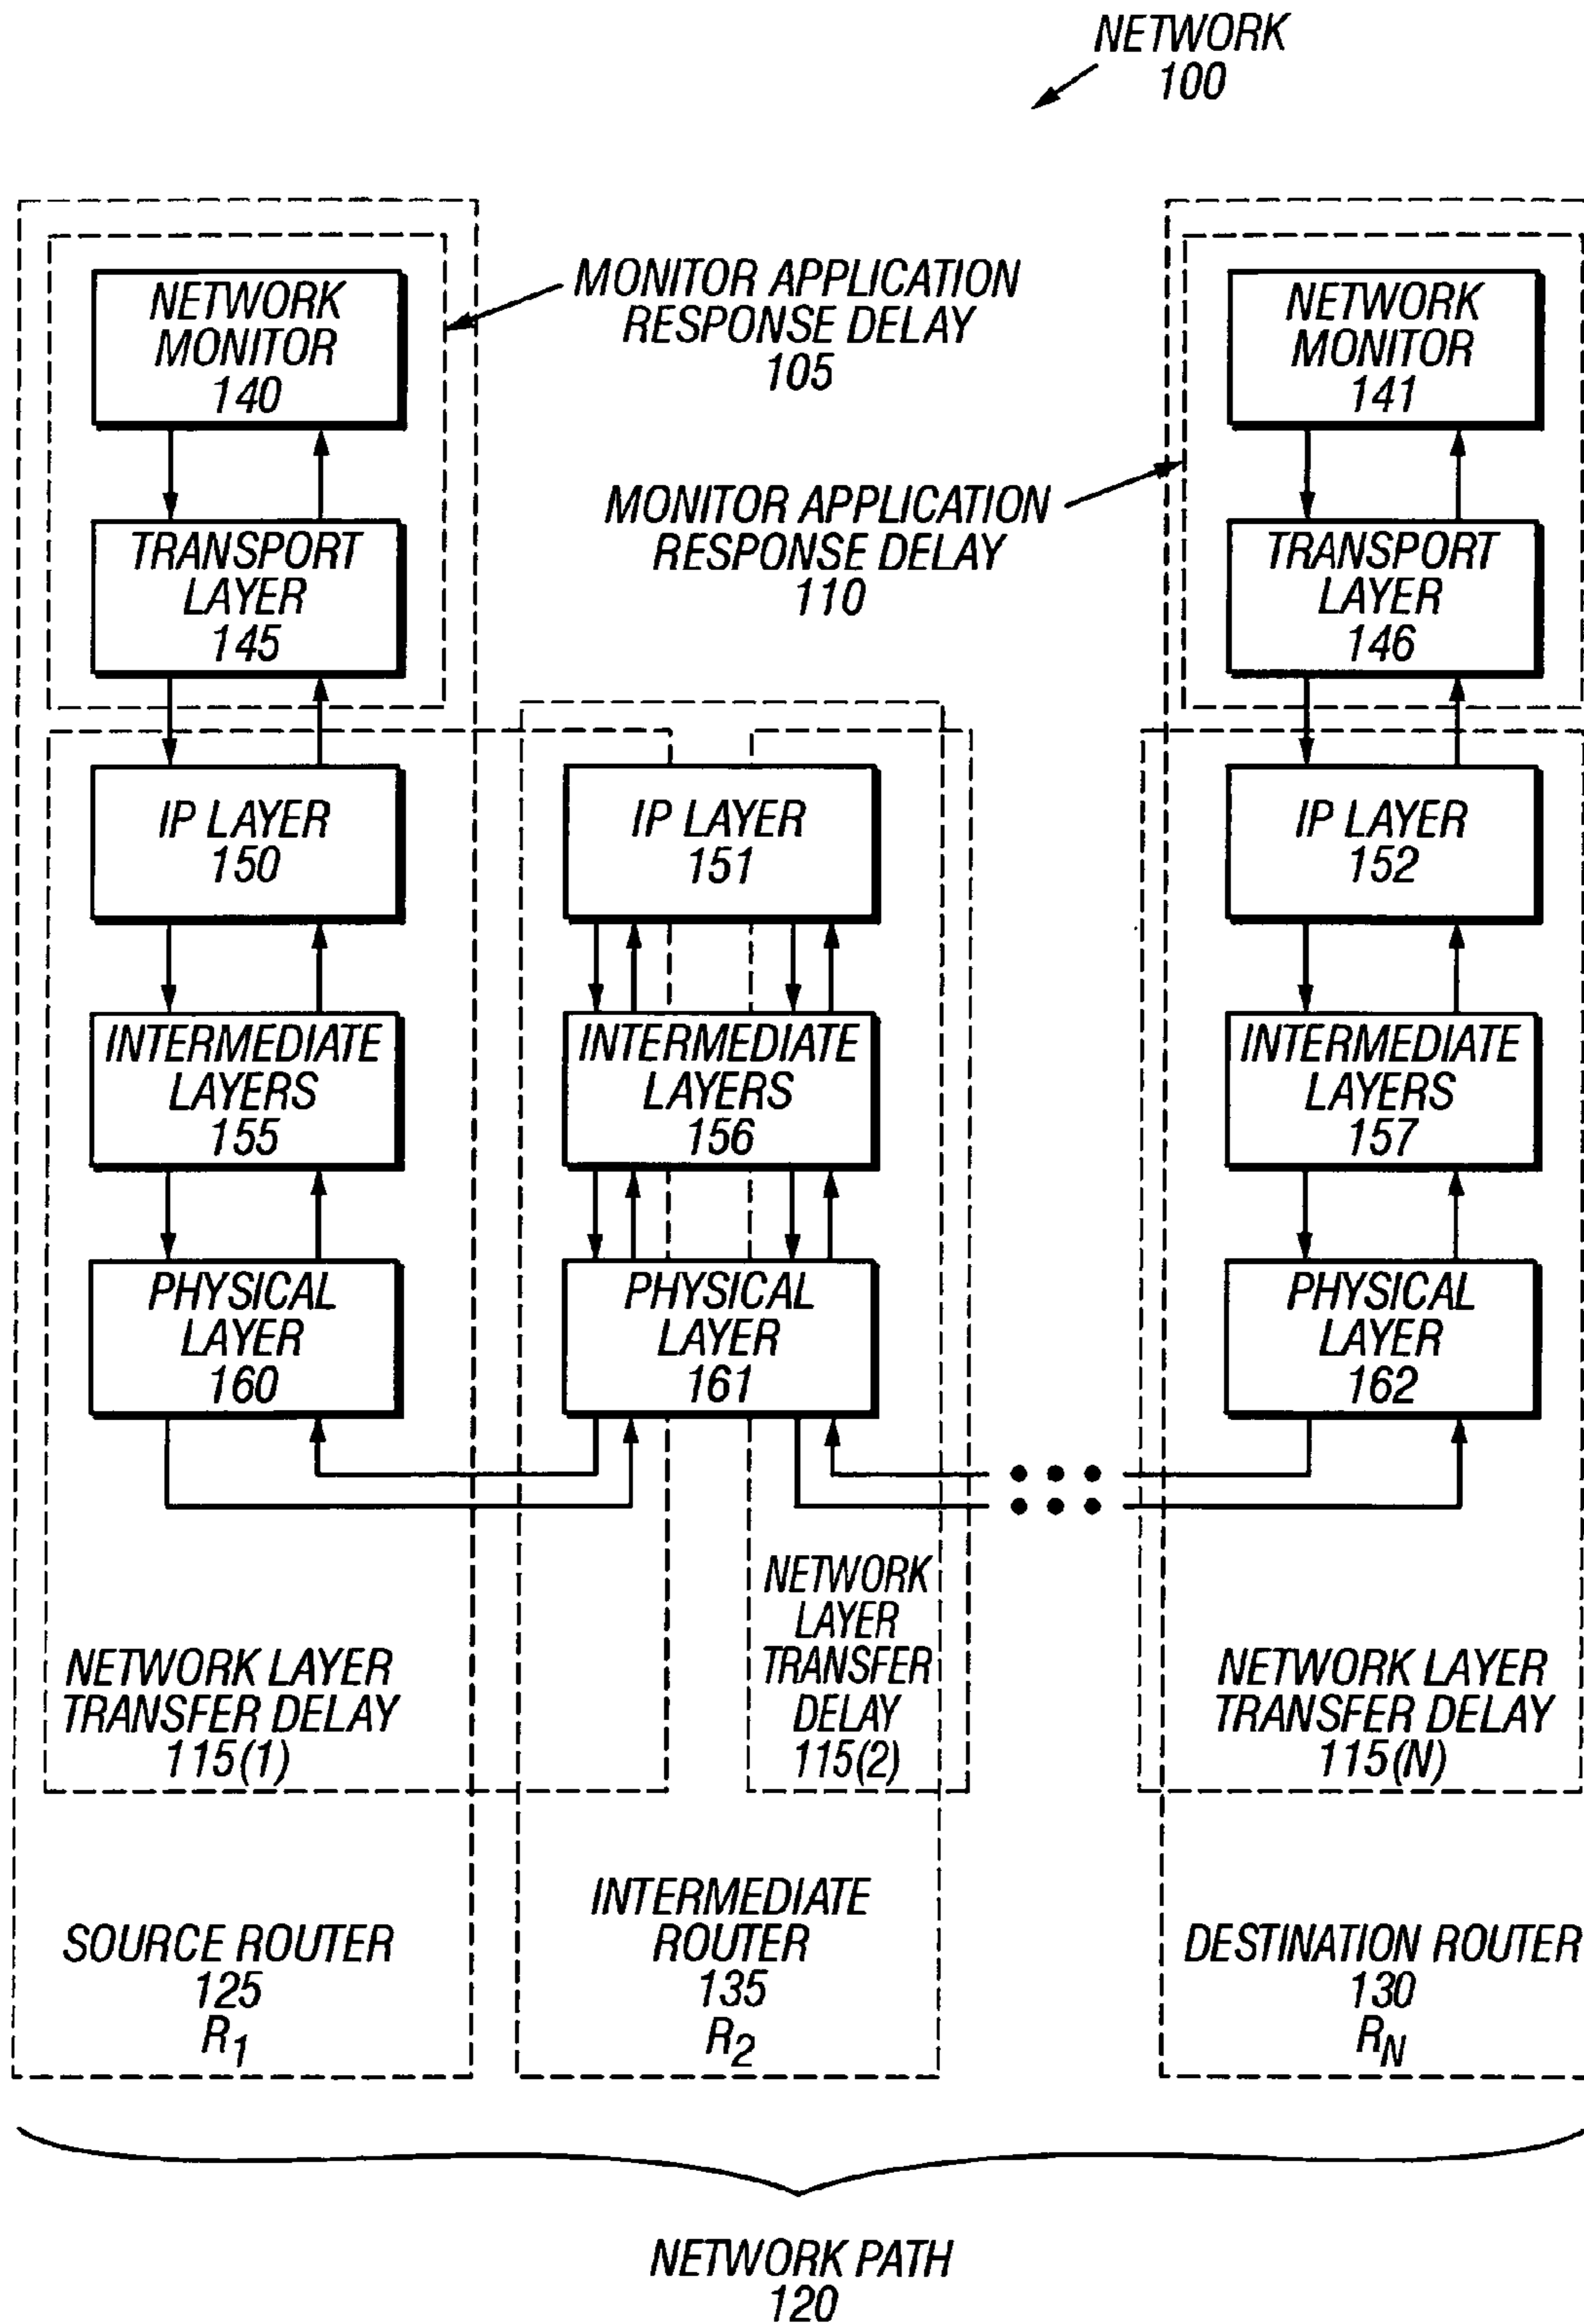 NETWORK
100
NETWORK
MONITOR
140
MONITOR APPLICATION
RESPONSE DELAY
105
NETWORK
MONITOR
141
MONITOR APPLICATION
RESPONSE DELAY
110
TRANSPORT
LAYER
145
TRANSPORT
LAYER
146
IP LAYER
150
IP LAYER
151
IP LAYER
152
INTERMEDIATE
LAYERS
155
INTERMEDIATE
LAYERS
156
INTERMEDIATE
LAYERS
157
PHYSICAL
LAYER
160
PHYSICAL
LAYER
161
PHYSICAL
LAYER
162
NETWORK LAYER
TRANSFER DELAY
115(1)
NETWORK
LAYER
TRANSFER
DELAY
115(2)
NETWORK LAYER
TRANSFER DELAY
115(N)
SOURCE ROUTER
125
R1
INTERMEDIATE
ROUTER
135
R2
DESTINATION ROUTER
130
RN
NETWORK PATH
120